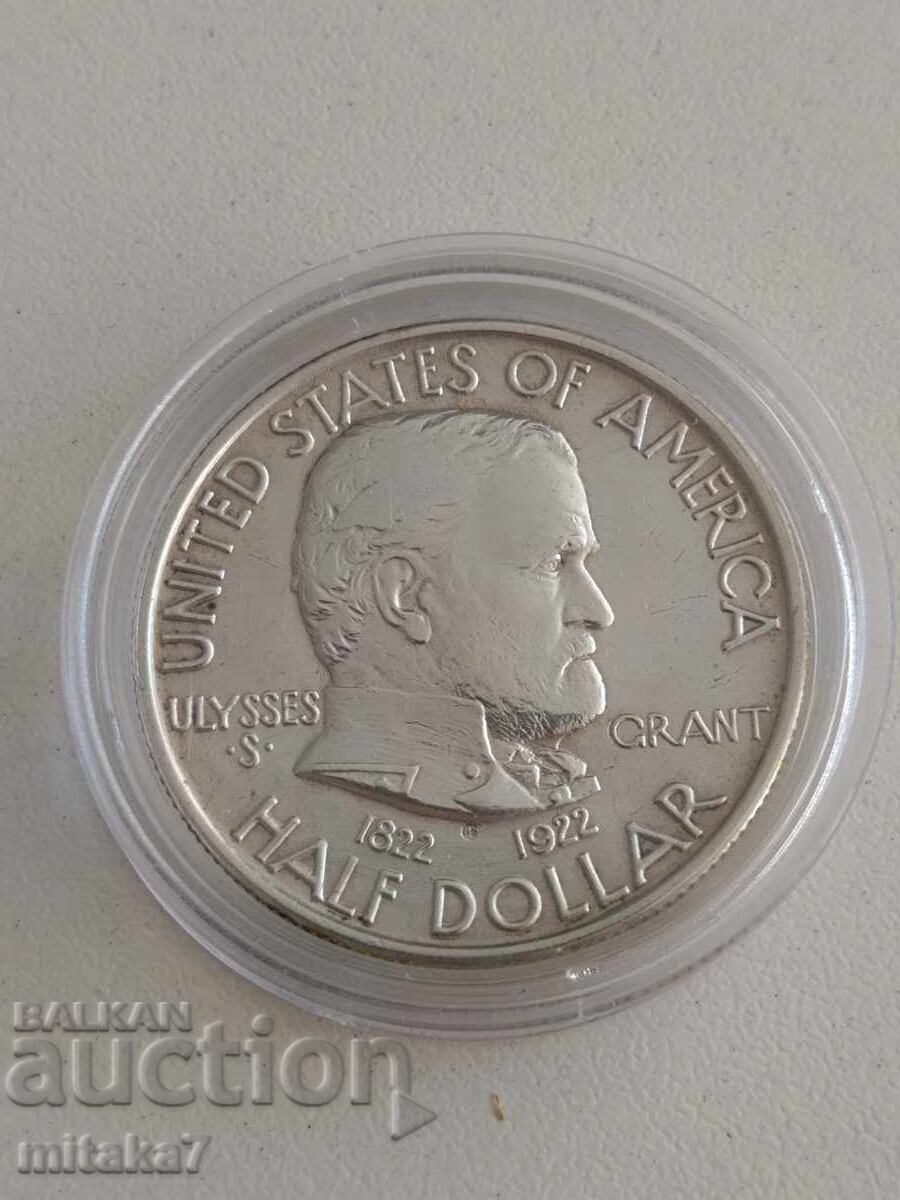 UNITED STATES OF AMERICA
ULYSSES
·S·
GRANT
1822 1922
HALF DOLLAR
BALKAN
auction
mitaka7